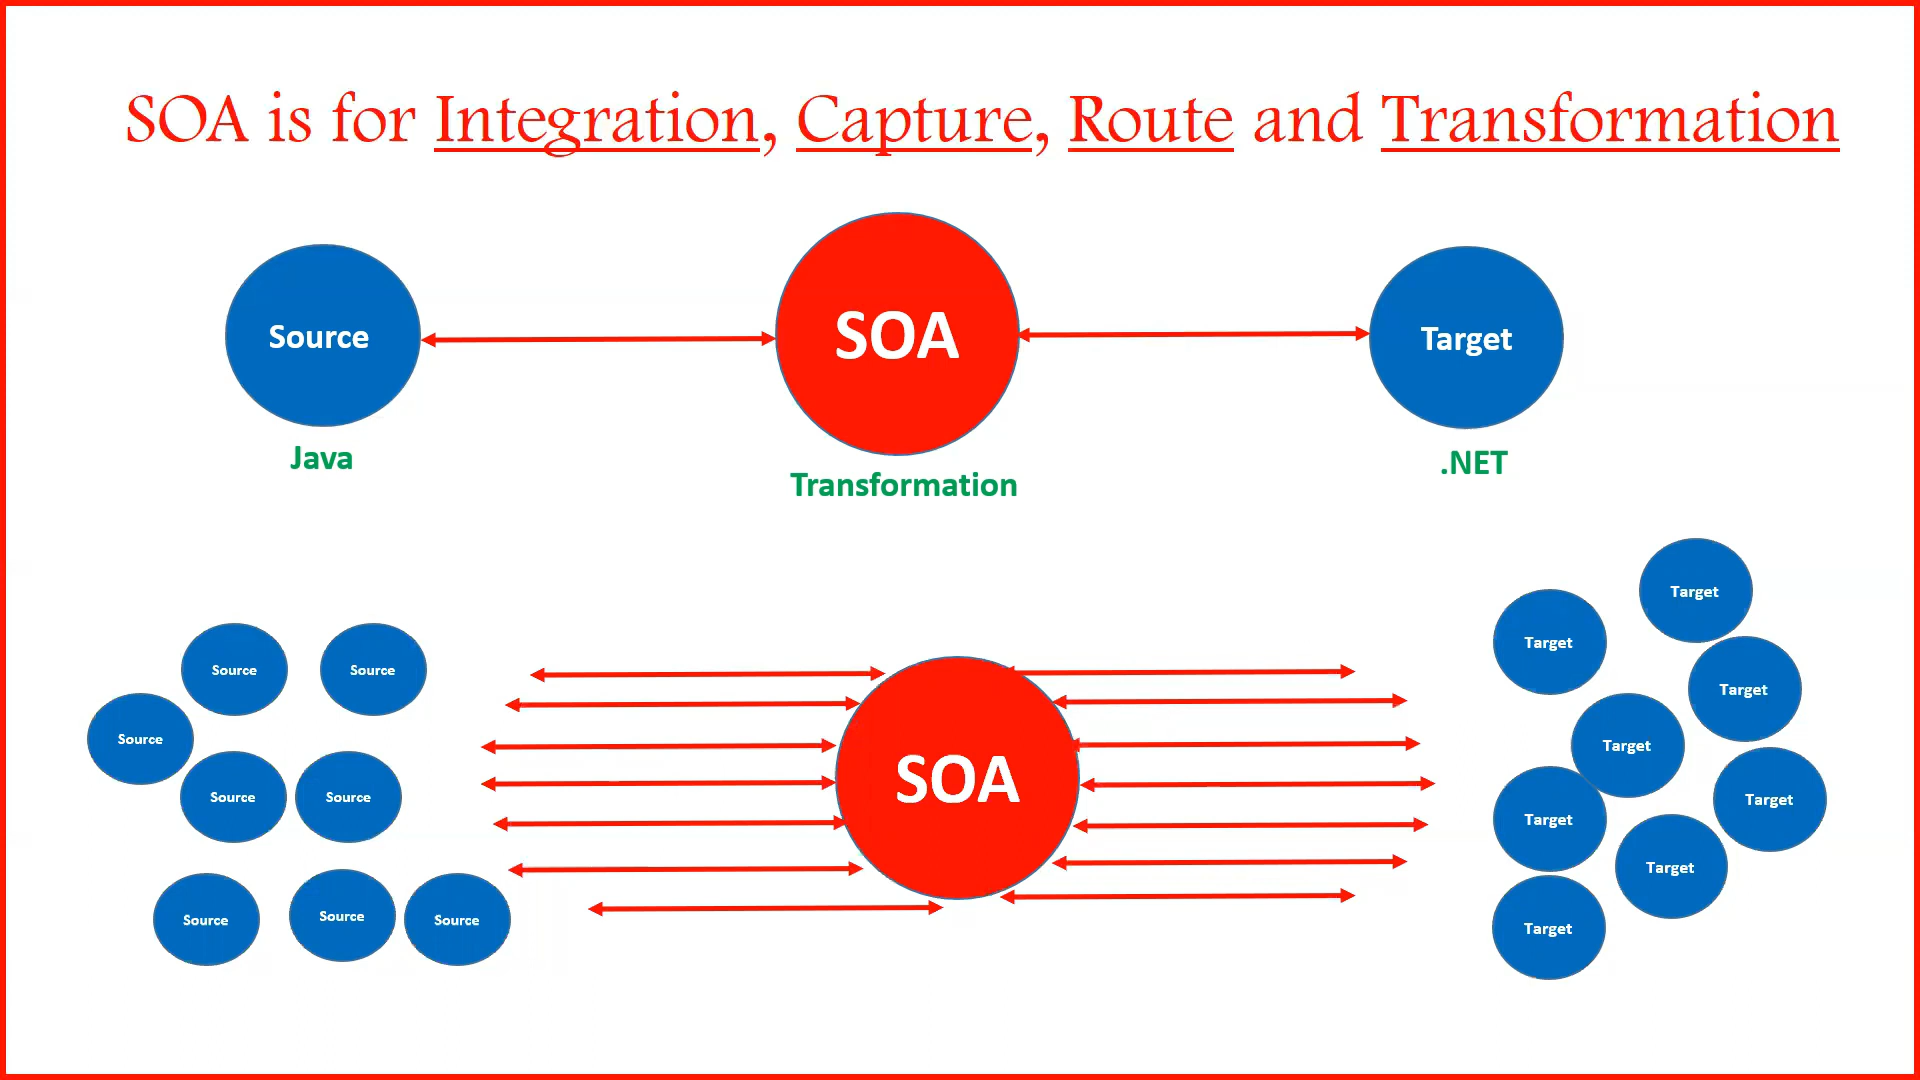 SOA is for Integration, Capture, Route and Transformation
Source
SOA
Target
Java
Transformation
.NET
Source
Source
Source
Source
Source
Source
Source
Source
SOA
Target
Target
Target
Target
Target
Target
Target
Target